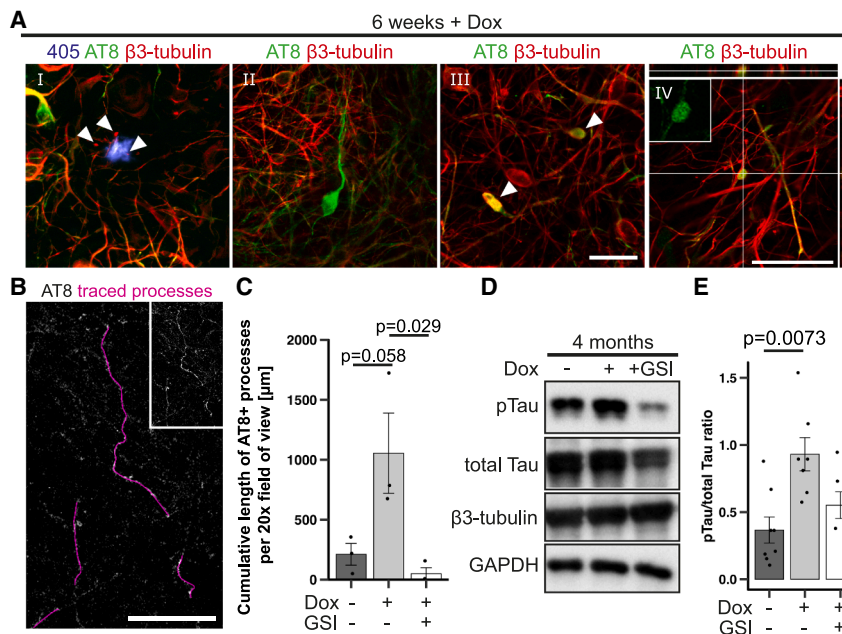 A
6 weeks + Dox
405 AT8 β3-tubulin
AT8 β3-tubulin
AT8 β3-tubulin
AT8 β3-tubulin
I
II
III
IV
B
AT8 traced processes
C
Cumulative length of AT8+ processes
per 20x field of view [µm]
2000
1500
1000
500
0
p=0.058
p=0.029
Dox - + +
GSI - - +
D
4 months
Dox - + +GSI
pTau
total Tau
β3-tubulin
GAPDH
E
p=0.0073
pTau/total Tau ratio
1.5
1.0
0.5
0.0
Dox - + +
GSI - - +